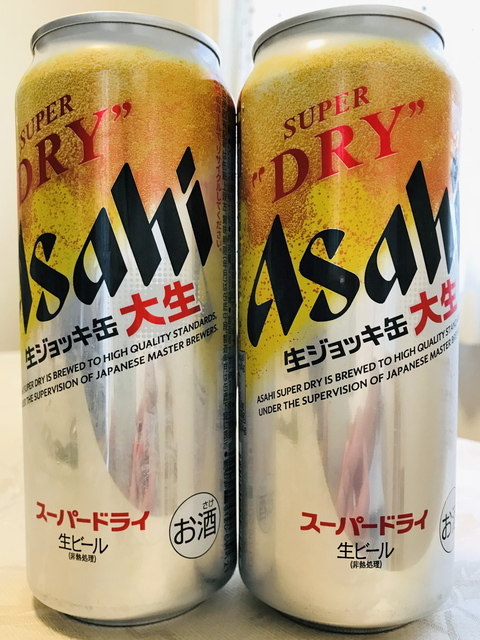 SUPER
DRY"
Asahi
生ジョッキ缶 大生
SUPER DRY IS BREWED TO HIGH QUALITY STANDARDS,
THE SUPERVISION OF JAPANESE MASTER BREWERS.
スーパードライ
生ビール
(非熱処理)
さけ
お酒
SUPER
"DRY"
Asah
生ジョッキ缶 大生
ASAHI SUPER DRY IS BREWED TO HIGH QUALITY
UNDER THE SUPERVISION OF JAPANESE MASTER
スーパードライ
生ビール
(非熱処理)
お